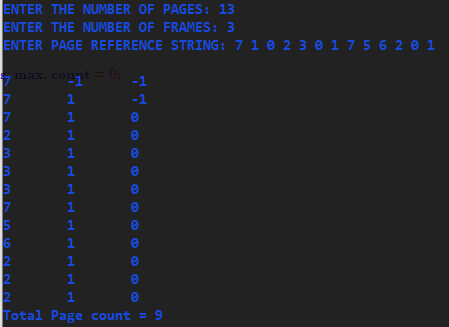 ENTER THE NUMBER OF PAGES: 13
ENTER THE NUMBER OF FRAMES: 3
ENTER PAGE REFERENCE STRING: 7 1 0 2 3 0 1 7 5 6 2 0 1
s, max, count = 0;
7 -1 -1
7 1 -1
7 1 0
2 1 0
3 1 0
3 1 0
3 1 0
7 1 0
5 1 0
6 1 0
2 1 0
2 1 0
2 1 0
Total Page count = 9